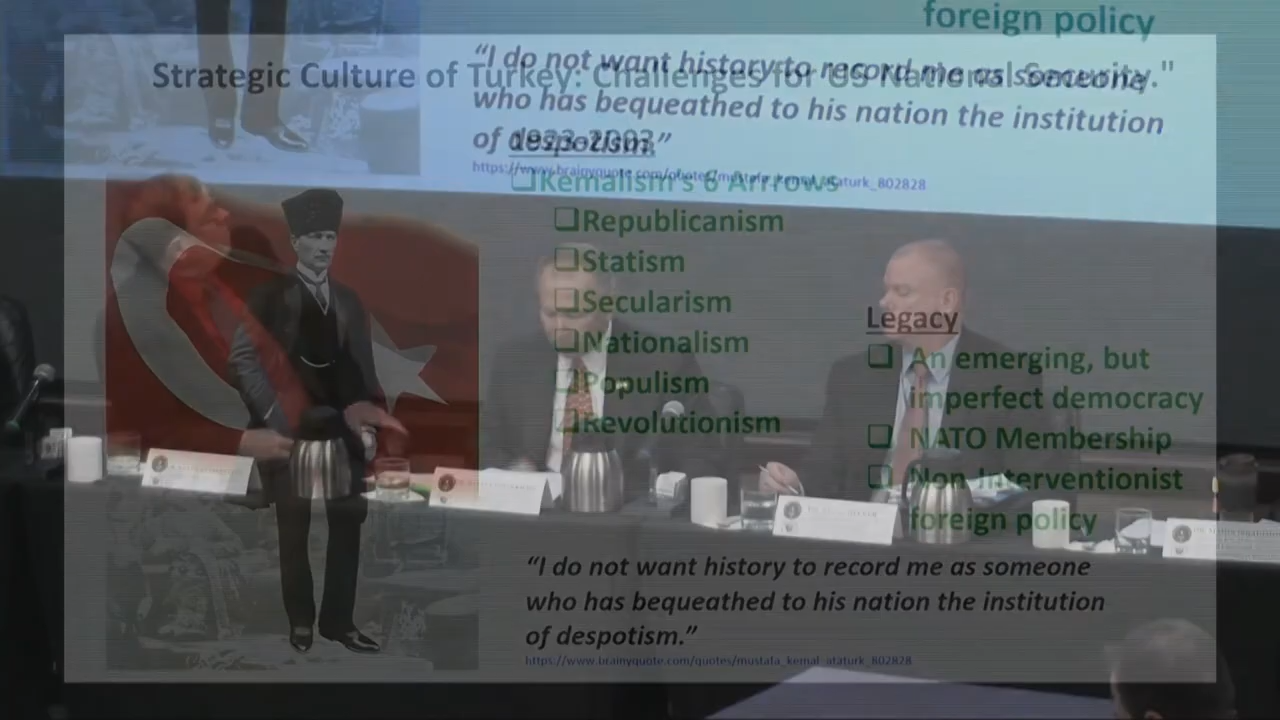 foreign policy
"I do not want history to record me as someone
who has bequeathed to his nation the institution
of despotism."
https://www.brainyquote.com/quotes/mustafa_kemal_ataturk_802828
Strategic Culture of Turkey: Challenges for US National Security."
1923-2003
❑Kemalism's 6 Arrows
❑Republicanism
❑Statism
❑Secularism
❑Nationalism
❑Populism
❑Revolutionism
Legacy
❑ An emerging, but
imperfect democracy
❑ NATO Membership
❑ Non-Interventionist
foreign policy
"I do not want history to record me as someone
who has bequeathed to his nation the institution
of despotism."
https://www.brainyquote.com/quotes/mustafa_kemal_ataturk_802828